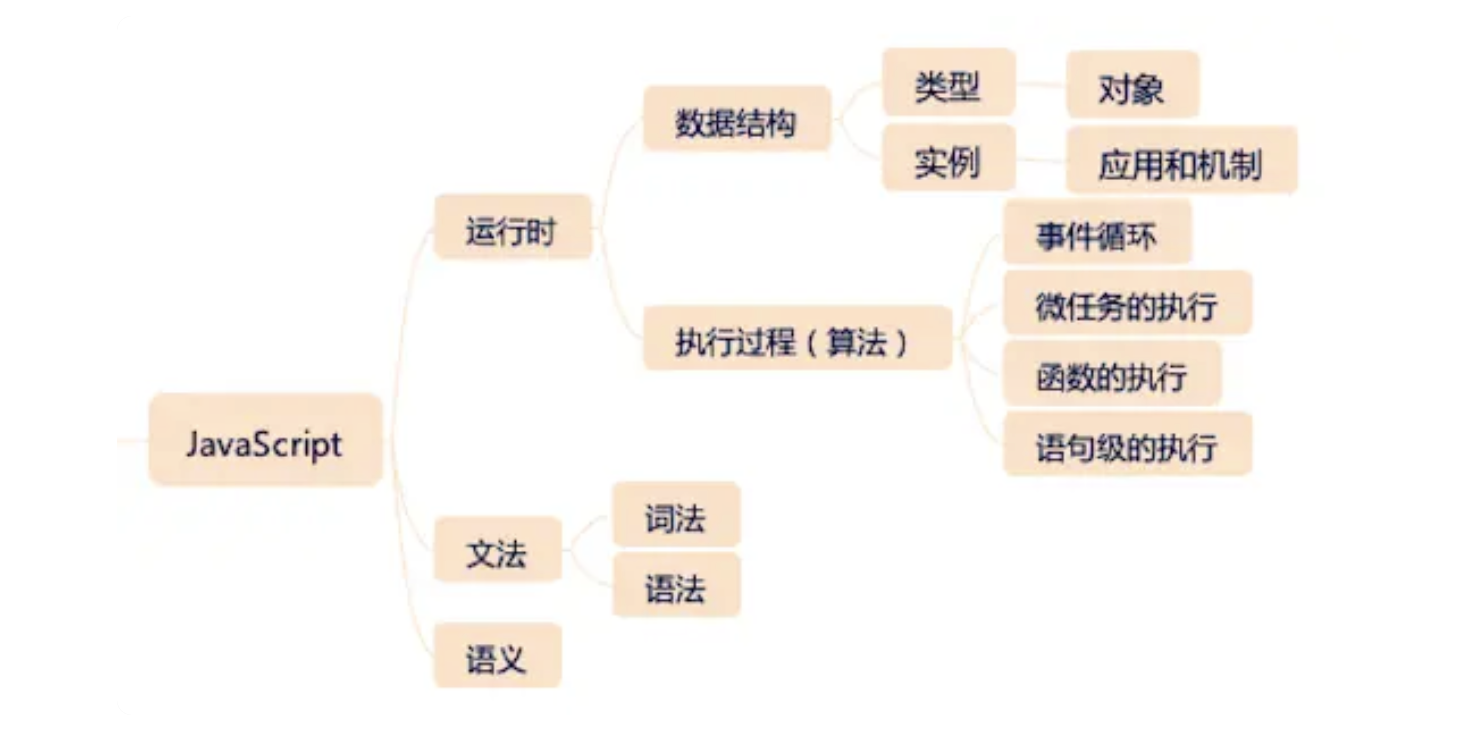 类型
对象
数据结构
实例
应用和机制
运行时
事件循环
微任务的执行
执行过程（算法）
函数的执行
JavaScript
语句级的执行
词法
文法
语法
语义